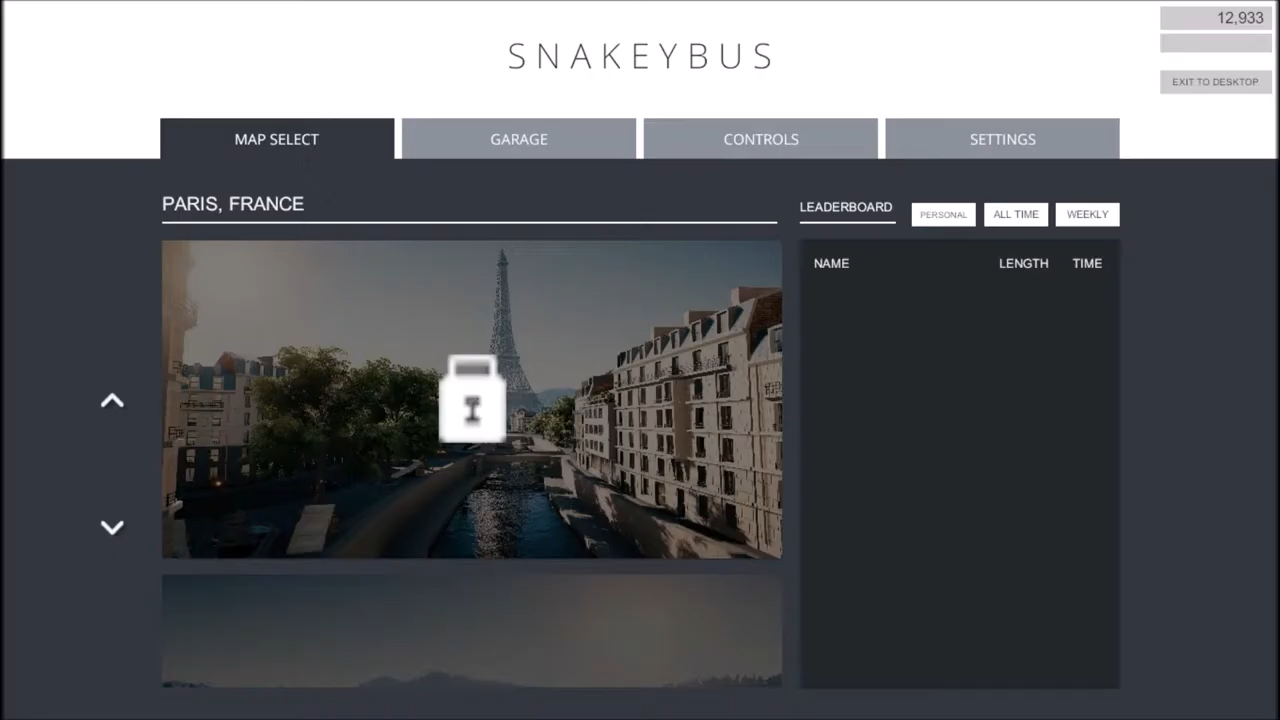 12,933
SNAKEYBUS
EXIT TO DESKTOP
MAP SELECT
GARAGE
CONTROLS
SETTINGS
PARIS, FRANCE
LEADERBOARD
PERSONAL
ALL TIME
WEEKLY
NAME LENGTH TIME